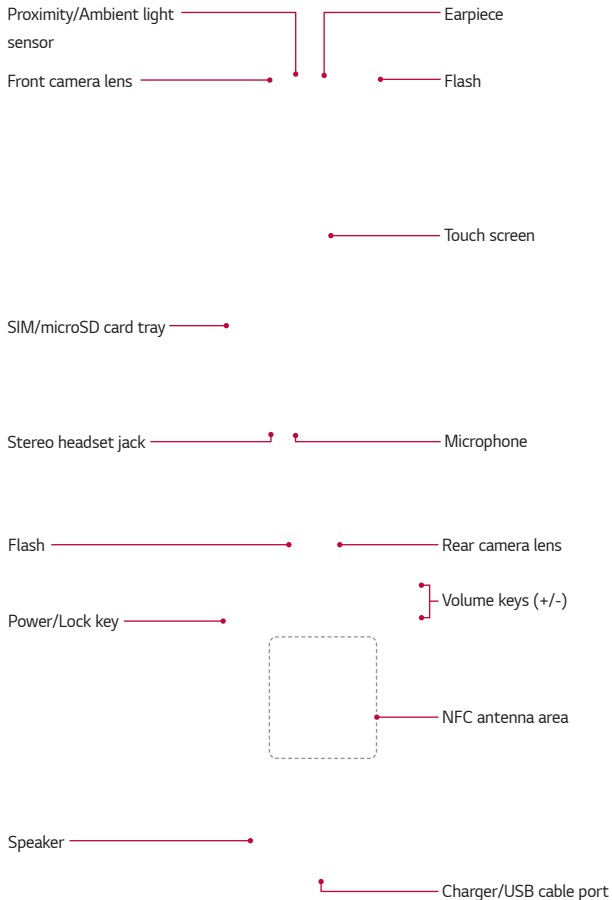 Proximity/Ambient light
sensor
Earpiece
Front camera lens
Flash
Touch screen
SIM/microSD card tray
Stereo headset jack
Microphone
Flash
Rear camera lens
Volume keys (+/-)
Power/Lock key
NFC antenna area
Speaker
Charger/USB cable port